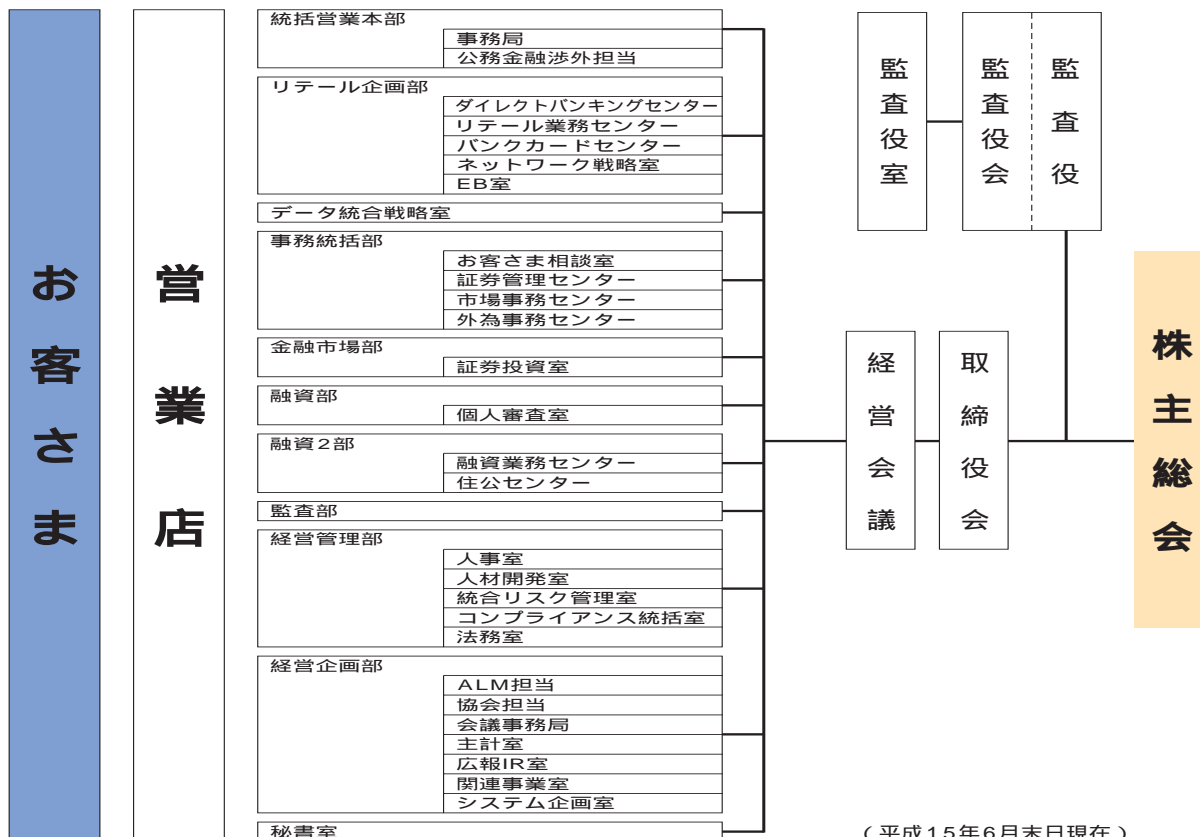 お客さま
営業店
統括営業本部
事務局
公務金融渉外担当
リテール企画部
ダイレクトバンキングセンター
リテール業務センター
バンクカードセンター
ネットワーク戦略室
EB室
データ統合戦略室
事務統括部
お客さま相談室
証券管理センター
市場事務センター
外為事務センター
金融市場部
証券投資室
融資部
個人審査室
融資2部
融資業務センター
住公センター
監査部
経営管理部
人事室
人材開発室
統合リスク管理室
コンプライアンス統括室
法務室
経営企画部
ALM担当
協会担当
会議事務局
主計室
広報IR室
関連事業室
システム企画室
秘書室
監査役室
監査役会
監査役
経営会議
取締役会
株主総会
(平成15年6月末日現在)